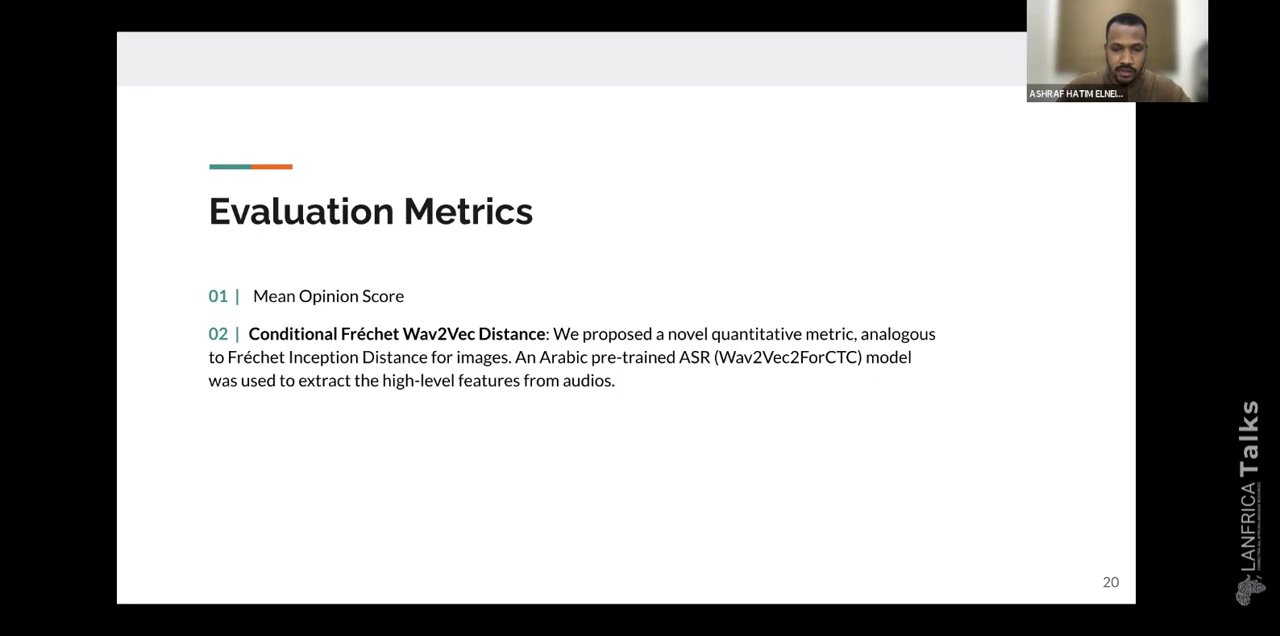 ASHRAF HATIM ELNEI...
Evaluation Metrics
01 | Mean Opinion Score
02 | Conditional Fréchet Wav2Vec Distance: We proposed a novel quantitative metric, analogous
to Fréchet Inception Distance for images. An Arabic pre-trained ASR (Wav2Vec2ForCTC) model
was used to extract the high-level features from audios.
20
LANFRICA Talks